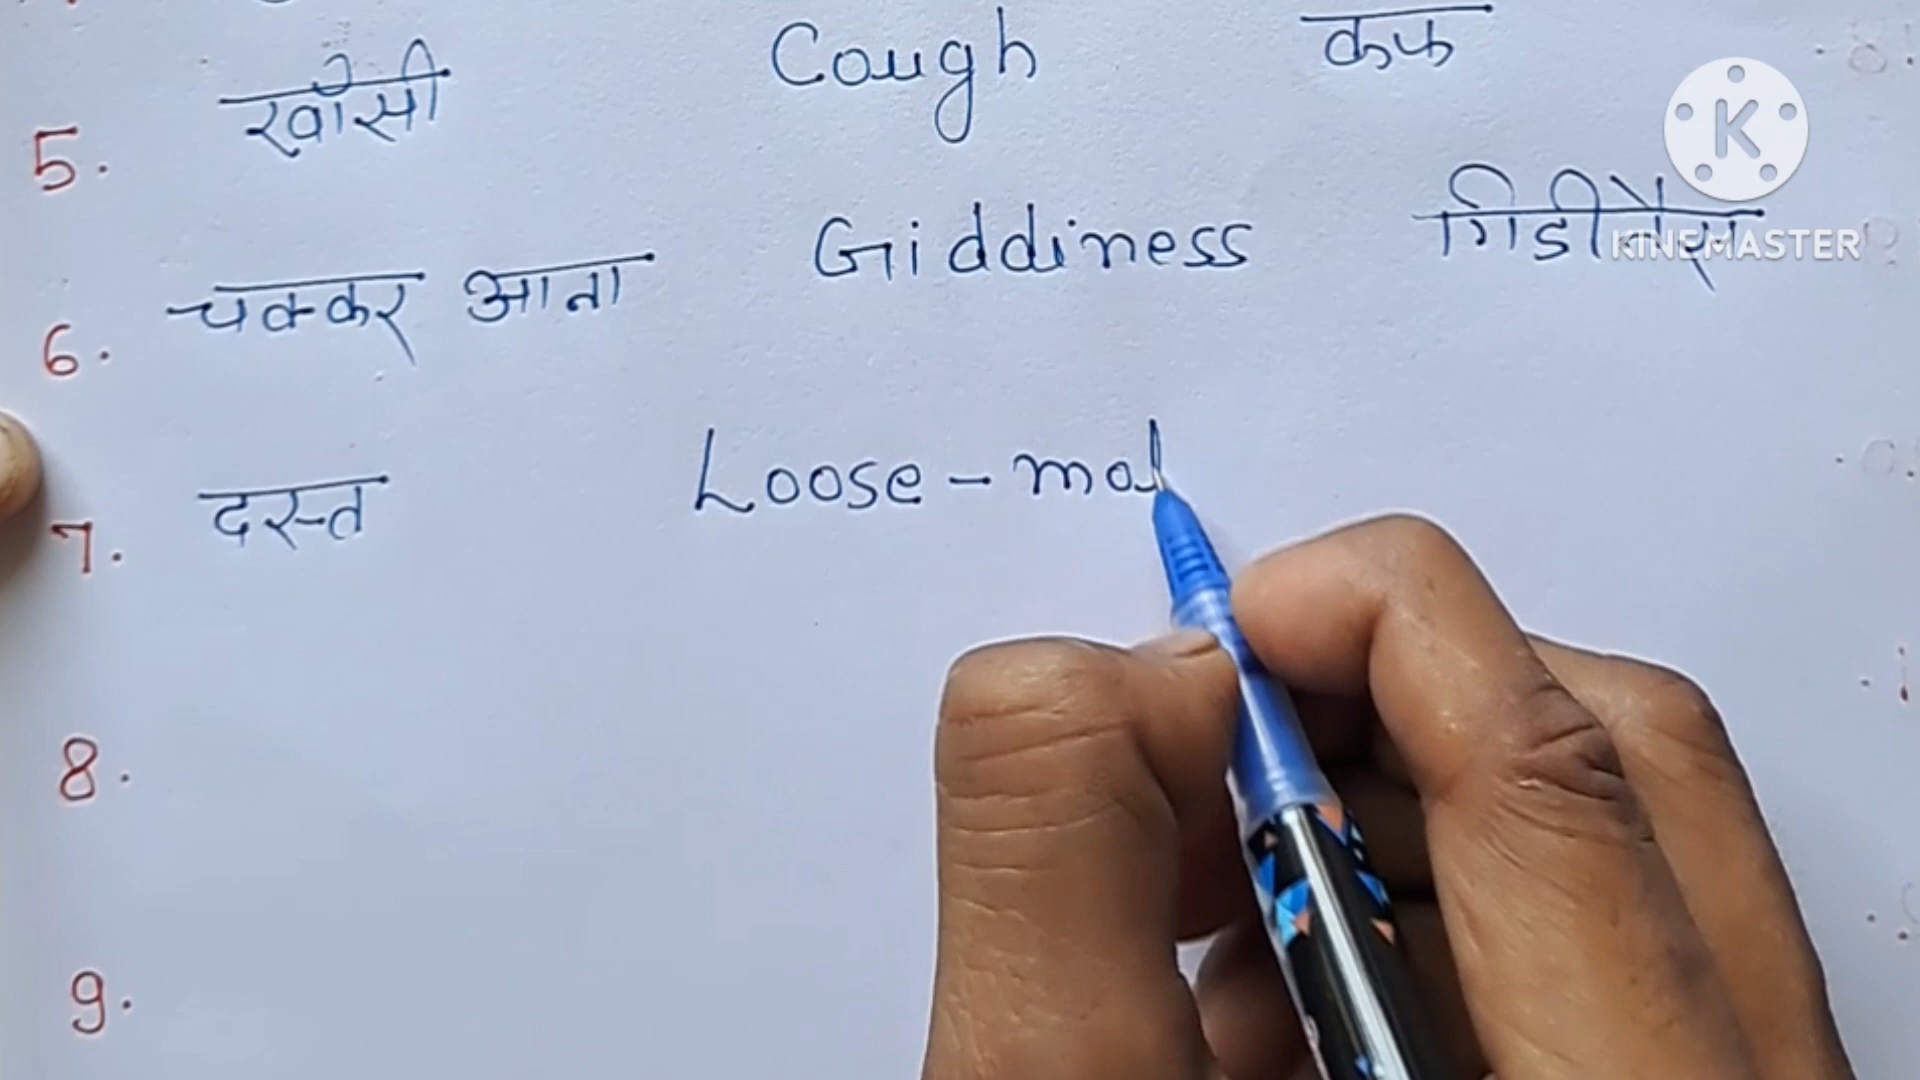 5. खाँसी Cough कफ
6. चक्कर आना Giddiness
7. दस्त Loose-mo
8.
9.
K
KINEMASTER